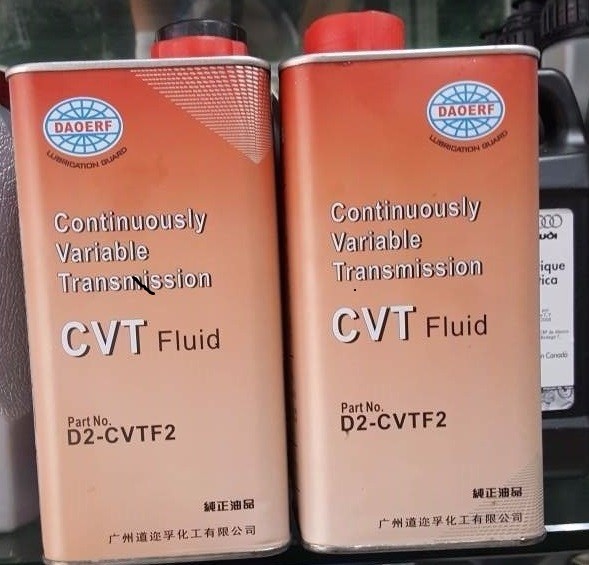 DAOERF
LUBRICATION GUARD
Continuously
Variable
Transmission
CVT Fluid
Part No.
D2-CVTF2
純正油品
广州道迩孚化工有限公司
DAOERF
LUBRICATION GUARD
Continuously
Variable
Transmission
CVT Fluid
Part No.
D2-CVTF2
純正油品
广州道迩孚化工有限公司